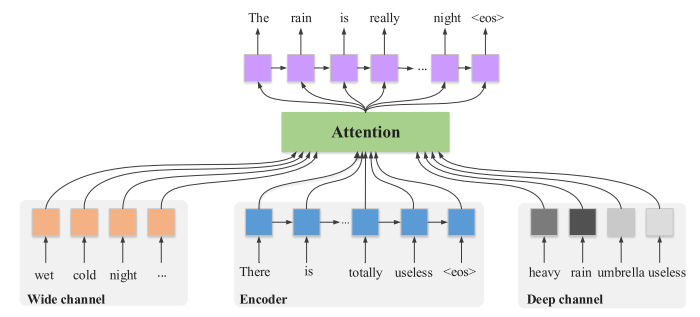 The rain is really night <eos>
...
Attention
...
wet cold night ...
There is totally useless <eos>
heavy rain umbrella useless
Wide channel
Encoder
Deep channel